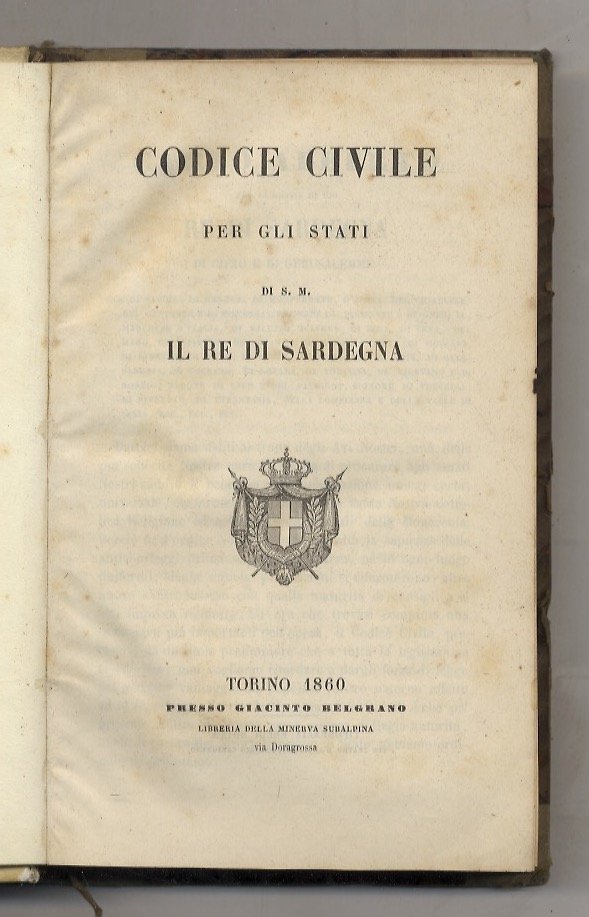 CODICE CIVILE
PER GLI STATI
DI S. M.
IL RE DI SARDEGNA
TORINO 1860
PRESSO GIACINTO BELGRANO
LIBRERIA DELLA MINERVA SUBALPINA
via Doragrossa